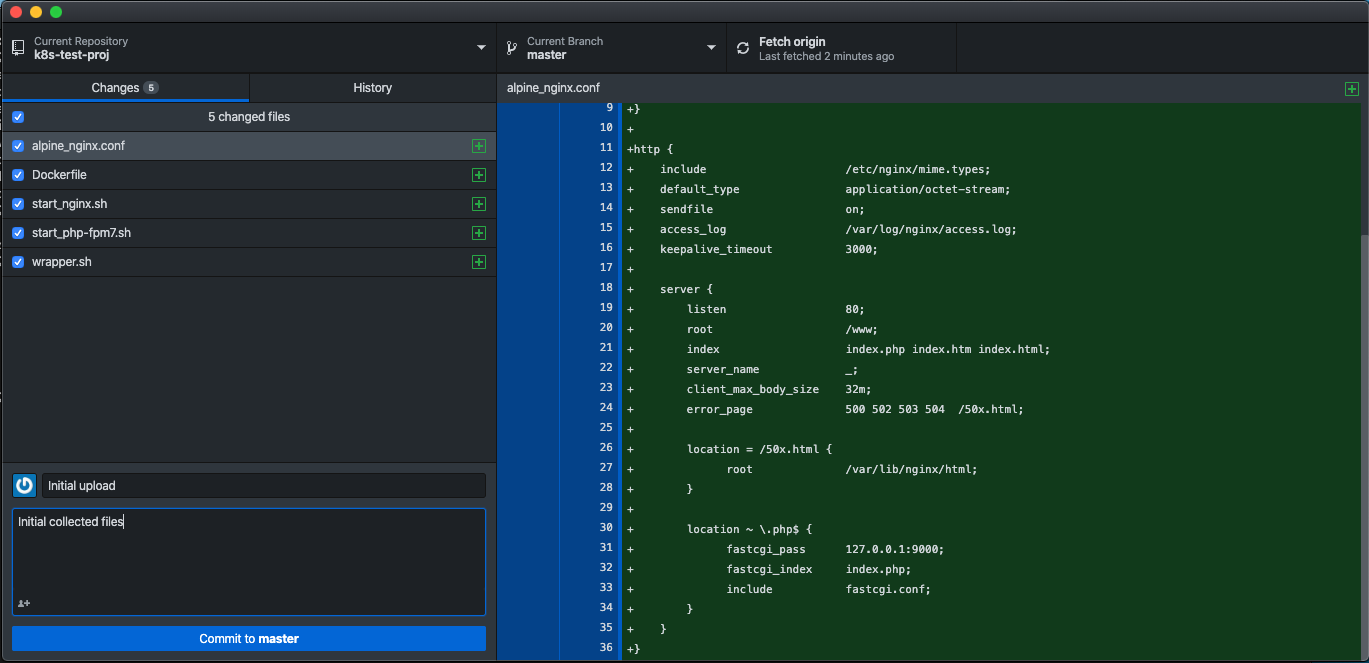 Current Repository
k8s-test-proj
Current Branch
master
Fetch origin
Last fetched 2 minutes ago
Changes 5
History
5 changed files
alpine_nginx.conf
Dockerfile
start_nginx.sh
start_php-fpm7.sh
wrapper.sh
Initial upload
Initial collected files
Commit to master
alpine_nginx.conf
9 +}
10 +
11 +http {
12 +    include                     /etc/nginx/mime.types;
13 +    default_type                application/octet-stream;
14 +    sendfile                    on;
15 +    access_log                  /var/log/nginx/access.log;
16 +    keepalive_timeout           3000;
17 +
18 +    server {
19 +        listen                  80;
20 +        root                    /www;
21 +        index                   index.php index.htm index.html;
22 +        server_name             _;
23 +        client_max_body_size    32m;
24 +        error_page              500 502 503 504  /50x.html;
25 +
26 +        location = /50x.html {
27 +              root              /var/lib/nginx/html;
28 +        }
29 +
30 +        location ~ \.php$ {
31 +              fastcgi_pass      127.0.0.1:9000;
32 +              fastcgi_index     index.php;
33 +              include           fastcgi.conf;
34 +        }
35 +    }
36 +}